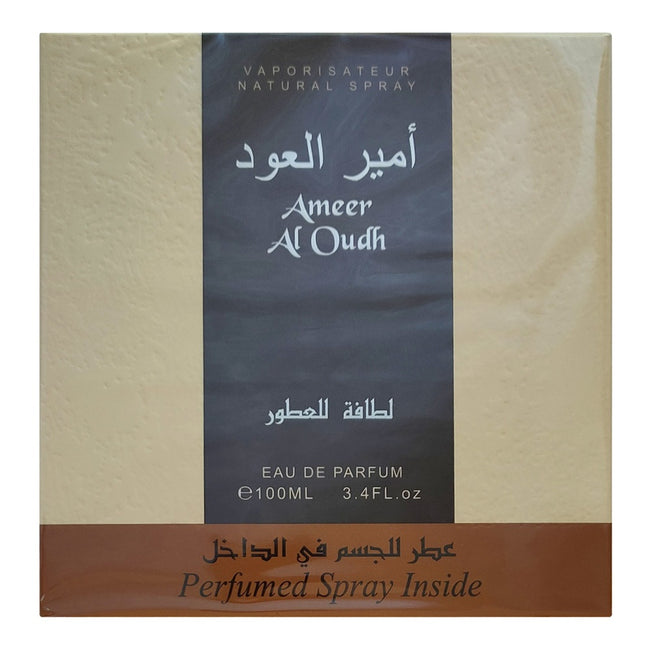 VAPORISATEUR
NATURAL SPRAY
أمير العود
Ameer
Al Oudh
لطافة للعطور
EAU DE PARFUM
℮100ML 3.4FL.oz
عطر للجسم في الداخل
Perfumed Spray Inside